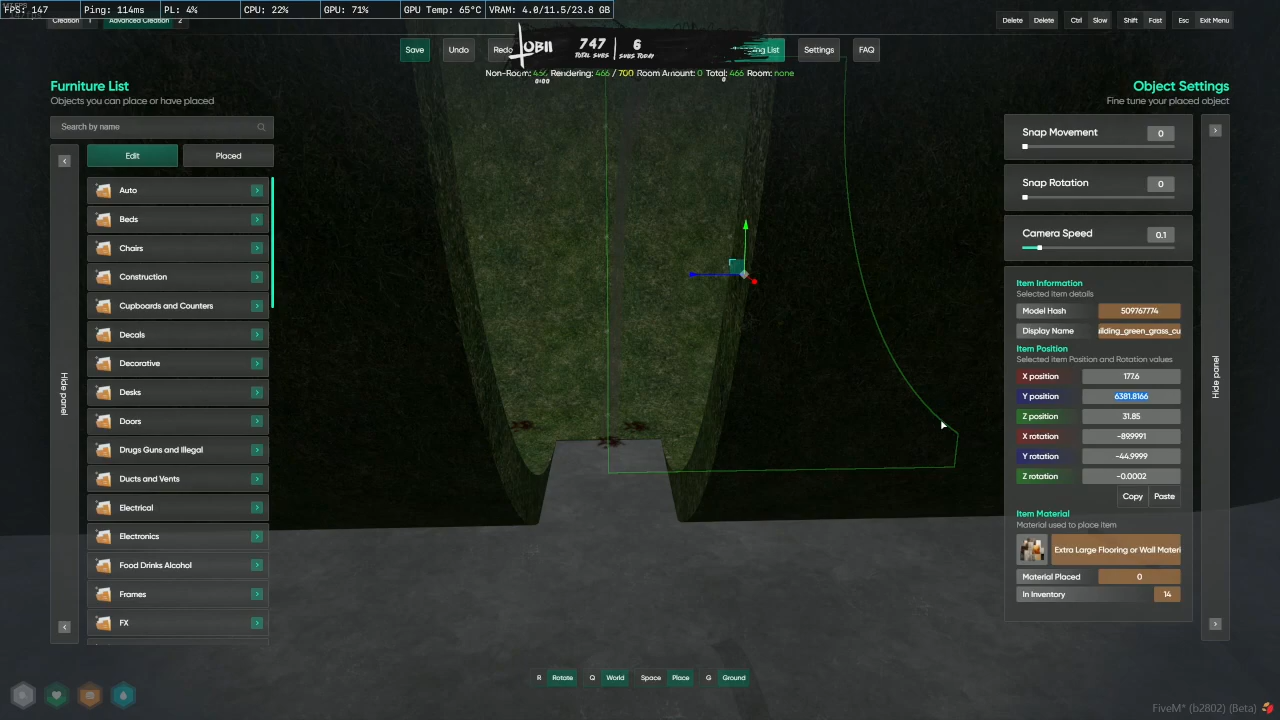 FPS: 147 Ping: 114ms PL: 4% CPU: 22% GPU: 71% GPU Temp: 65°C VRAM: 4.0/11.5/23.8 GB
Creation 1 Advanced Creation 2
Delete Delete Ctrl Slow Shift Fast Esc Exit Menu
Save Undo Redo
TOBII 747 TOTAL SUBS 6 SUBS TODAY
ing List Settings FAQ
Non-Room: 456 Rendering: 466 / 700 Room Amount: 0 Total: 466 Room: none
Furniture List
Objects you can place or have placed
Search by name
Edit Placed
Auto
Beds
Chairs
Construction
Cupboards and Counters
Decals
Decorative
Desks
Doors
Drugs Guns and Illegal
Ducts and Vents
Electrical
Electronics
Food Drinks Alcohol
Frames
FX
Hide panel
Object Settings
Fine tune your placed object
Snap Movement 0
Snap Rotation 0
Camera Speed 0.1
Item Information
Selected item details
Model Hash 509767774
Display Name uilding_green_grass_cu
Item Position
Selected item Position and Rotation values
X position 177.6
Y position 6381.8166
Z position 31.85
X rotation -89.9991
Y rotation -44.9999
Z rotation -0.0002
Copy Paste
Item Material
Material used to place item
Extra Large Flooring or Wall Materi
Material Placed 0
In Inventory 14
Hide panel
R Rotate Q World Space Place G Ground
FiveM* (b2802) (Beta)